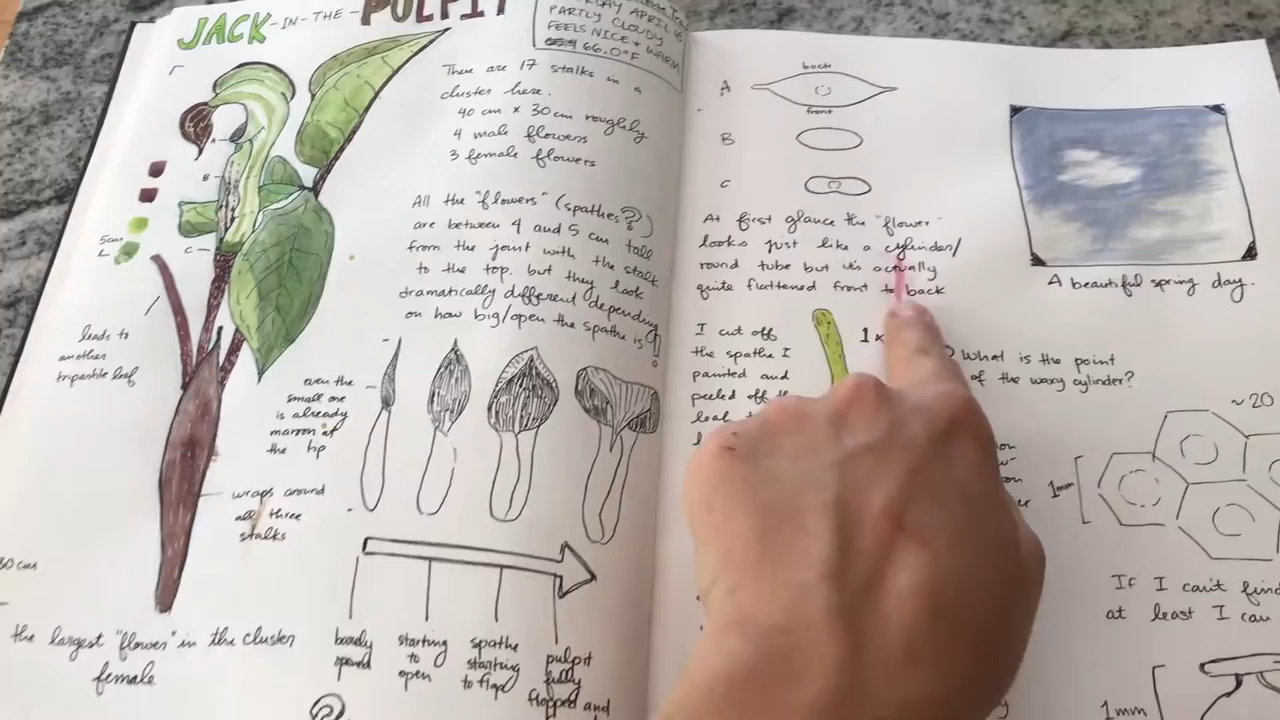 JACK-IN-THE-PULPIT
APRIL
PARTLY CLOUDY
FEELS NICE & WARM
66.0°F
There are 17 stalks in a
cluster here.
40 cm x 30 cm roughly
4 male flowers
3 female flowers
A
B
C
5cm
leads to
another
tripartite leaf
All the "flowers" (spathes?)
are between 4 and 5 cm tall
from the joint with the stalk
to the top. but they look
dramatically different depending
on how big/open the spathe is!
even the
small one
is already
maroon at
the tip
wraps around
all three
stalks
30 cm
the largest "flower" in the cluster
female
barely
opened
starting
to
open
spathe
starting
to flop
pulpit
fully
flopped and
A
back
front
B
C
At first glance the "flower"
looks just like a cylinder/
round tube but it's actually
quite flattened front to back
A beautiful spring day.
I cut off
the spathe I
painted and
peeled off
1x
What is the point
of the waxy cylinder?
~20
1mm
If I can't find
at least I can
1mm